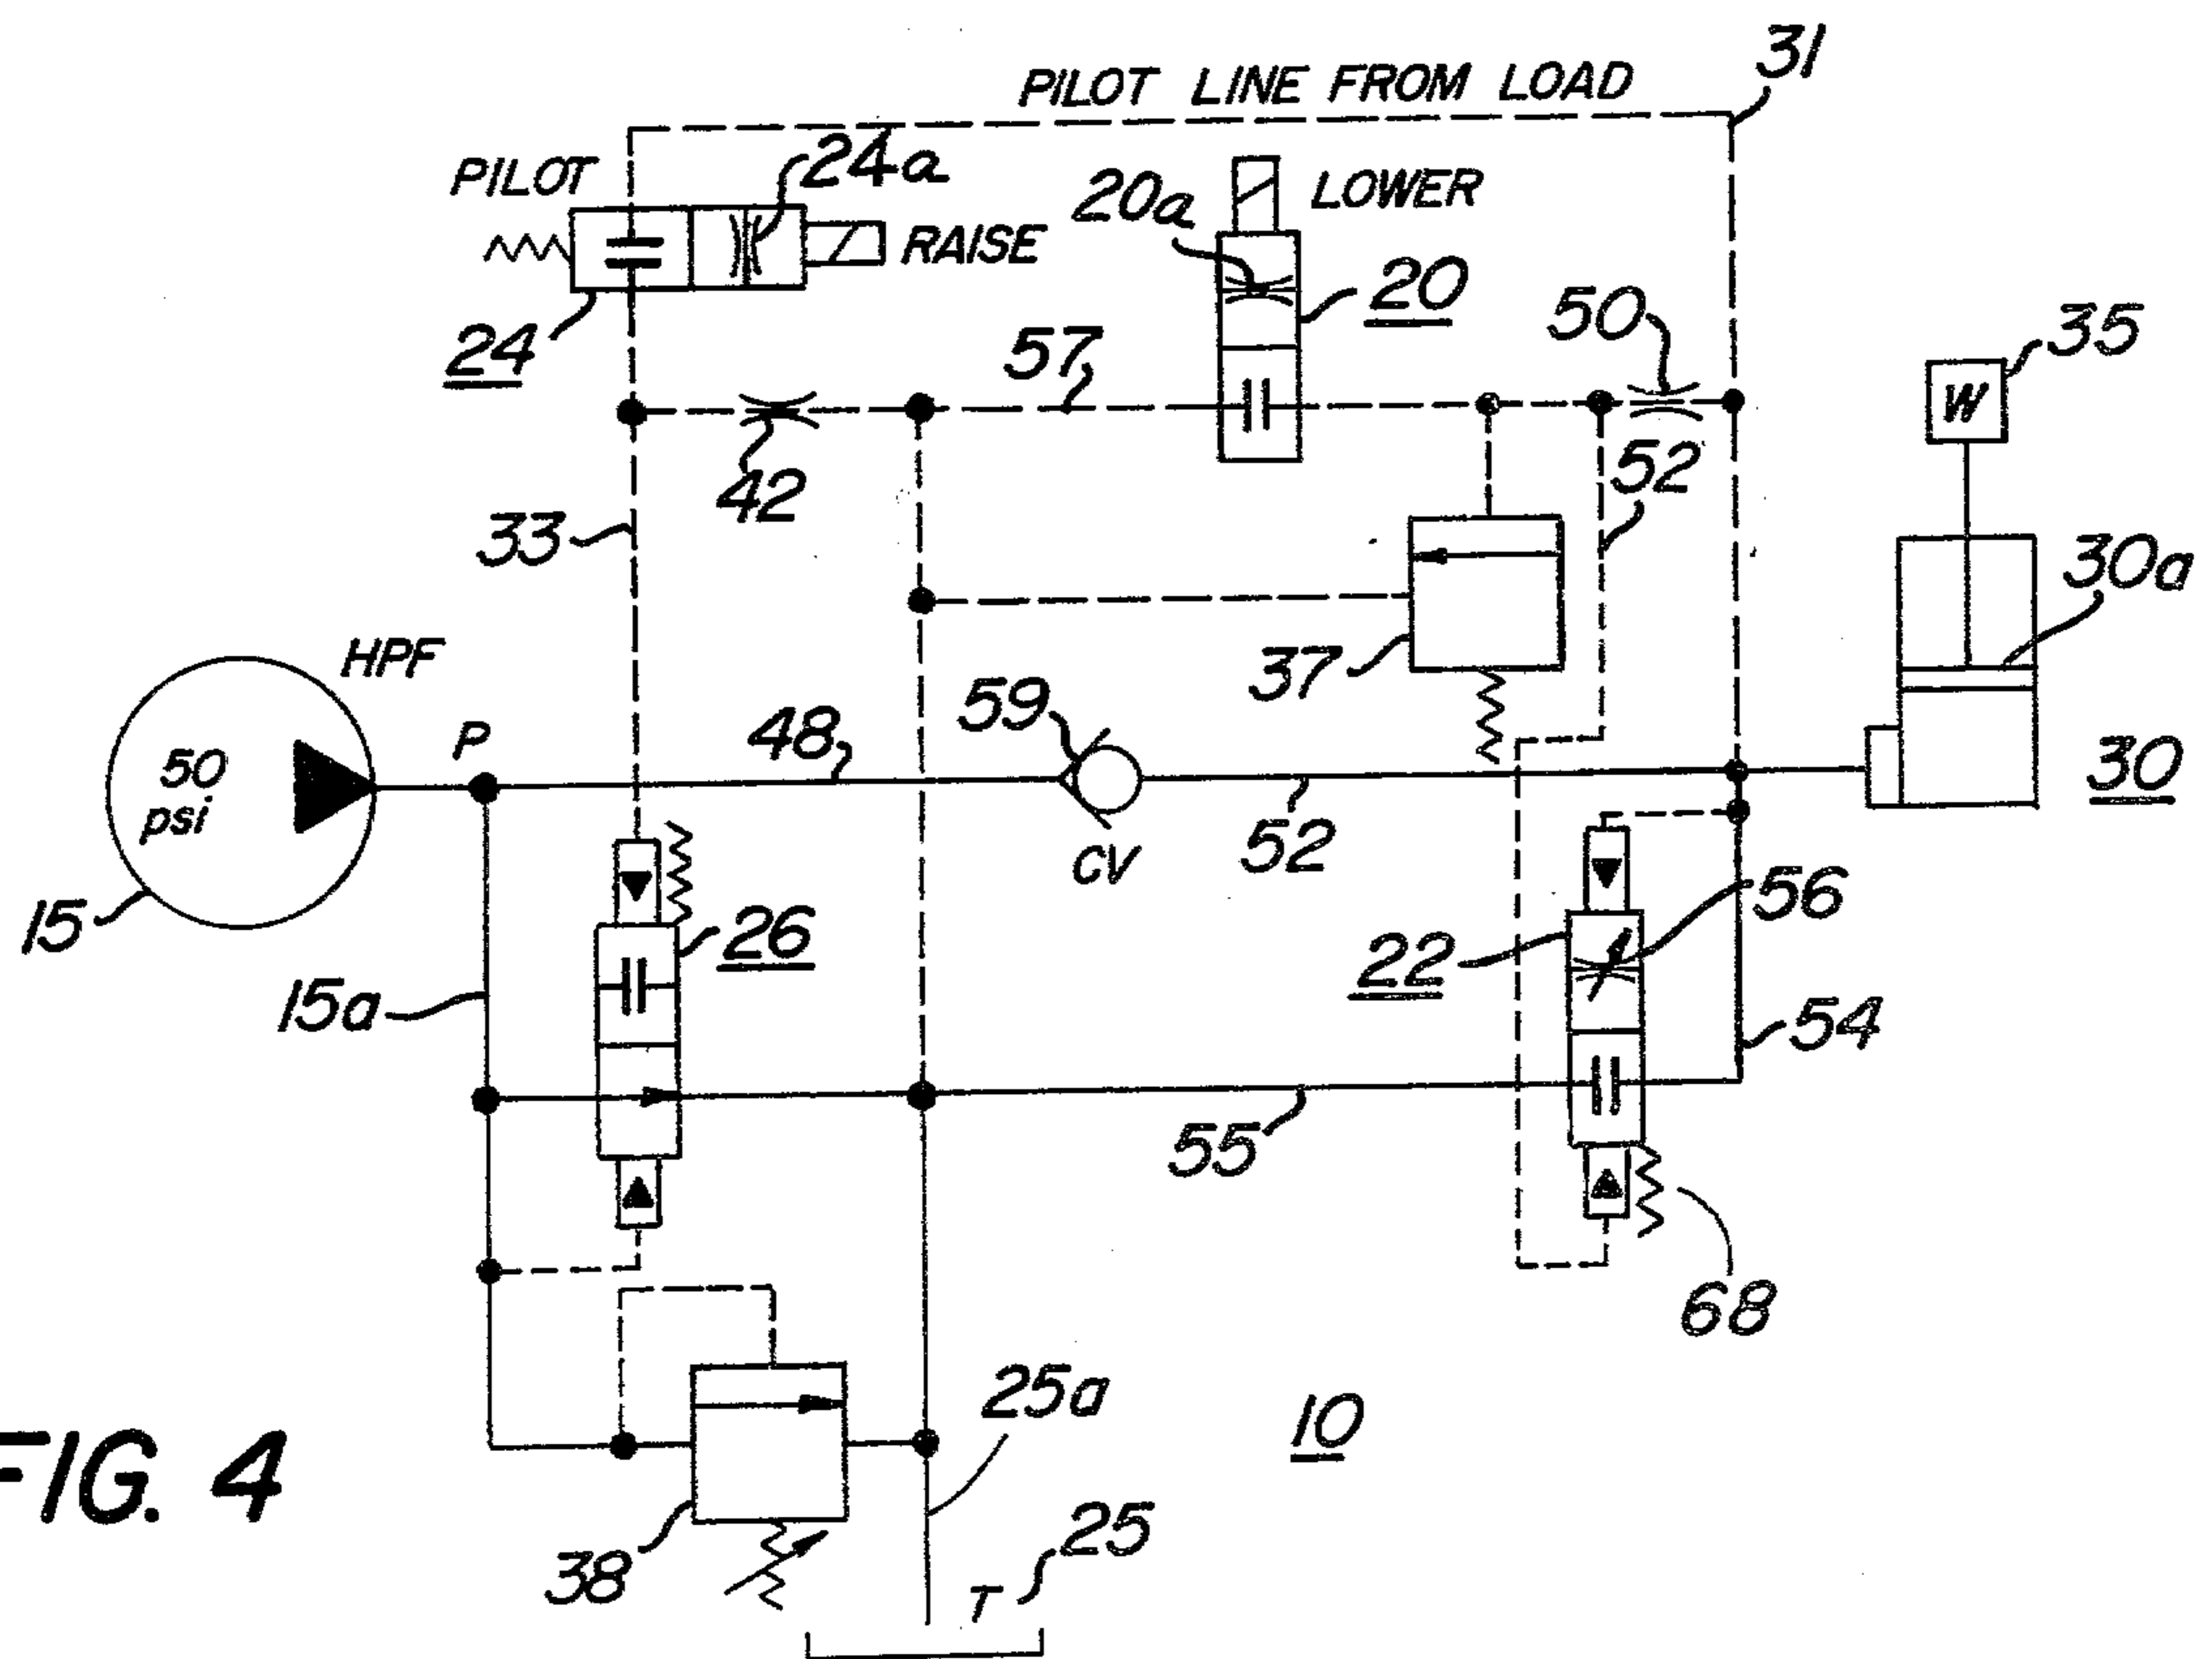 31
PILOT LINE FROM LOAD
PILOT
24a
RAISE
24
20a
LOWER
20
50
35
W
57
42
52
33
37
30a
HPF
50
psi
P
15
48
59
CV
52
30
26
22
56
15a
54
55
68
25a
10
FIG. 4
38
25
T